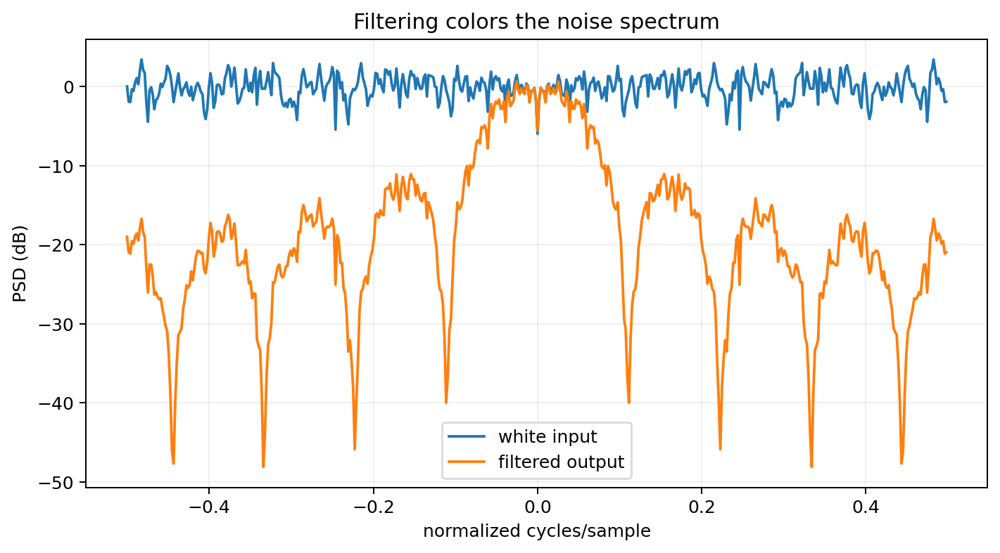 Filtering colors the noise spectrum
PSD (dB)
0
−10
−20
−30
−40
−50
white input
filtered output
−0.4 −0.2 0.0 0.2 0.4
normalized cycles/sample